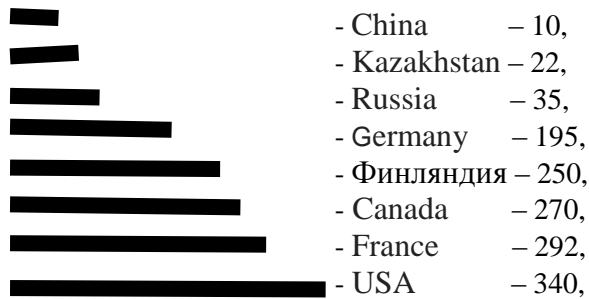 - China – 10,
- Kazakhstan – 22,
- Russia – 35,
- Germany – 195,
- Финляндия – 250,
- Canada – 270,
- France – 292,
- USA – 340,